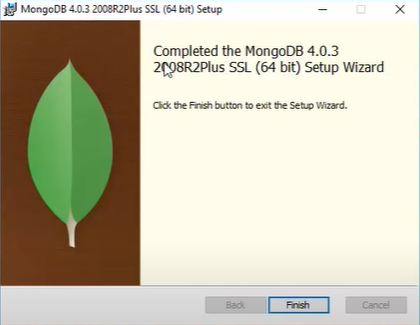 MongoDB 4.0.3 2008R2Plus SSL (64 bit) Setup
Completed the MongoDB 4.0.3
2008R2Plus SSL (64 bit) Setup Wizard
Click the Finish button to exit the Setup Wizard.
Back
Finish
Cancel